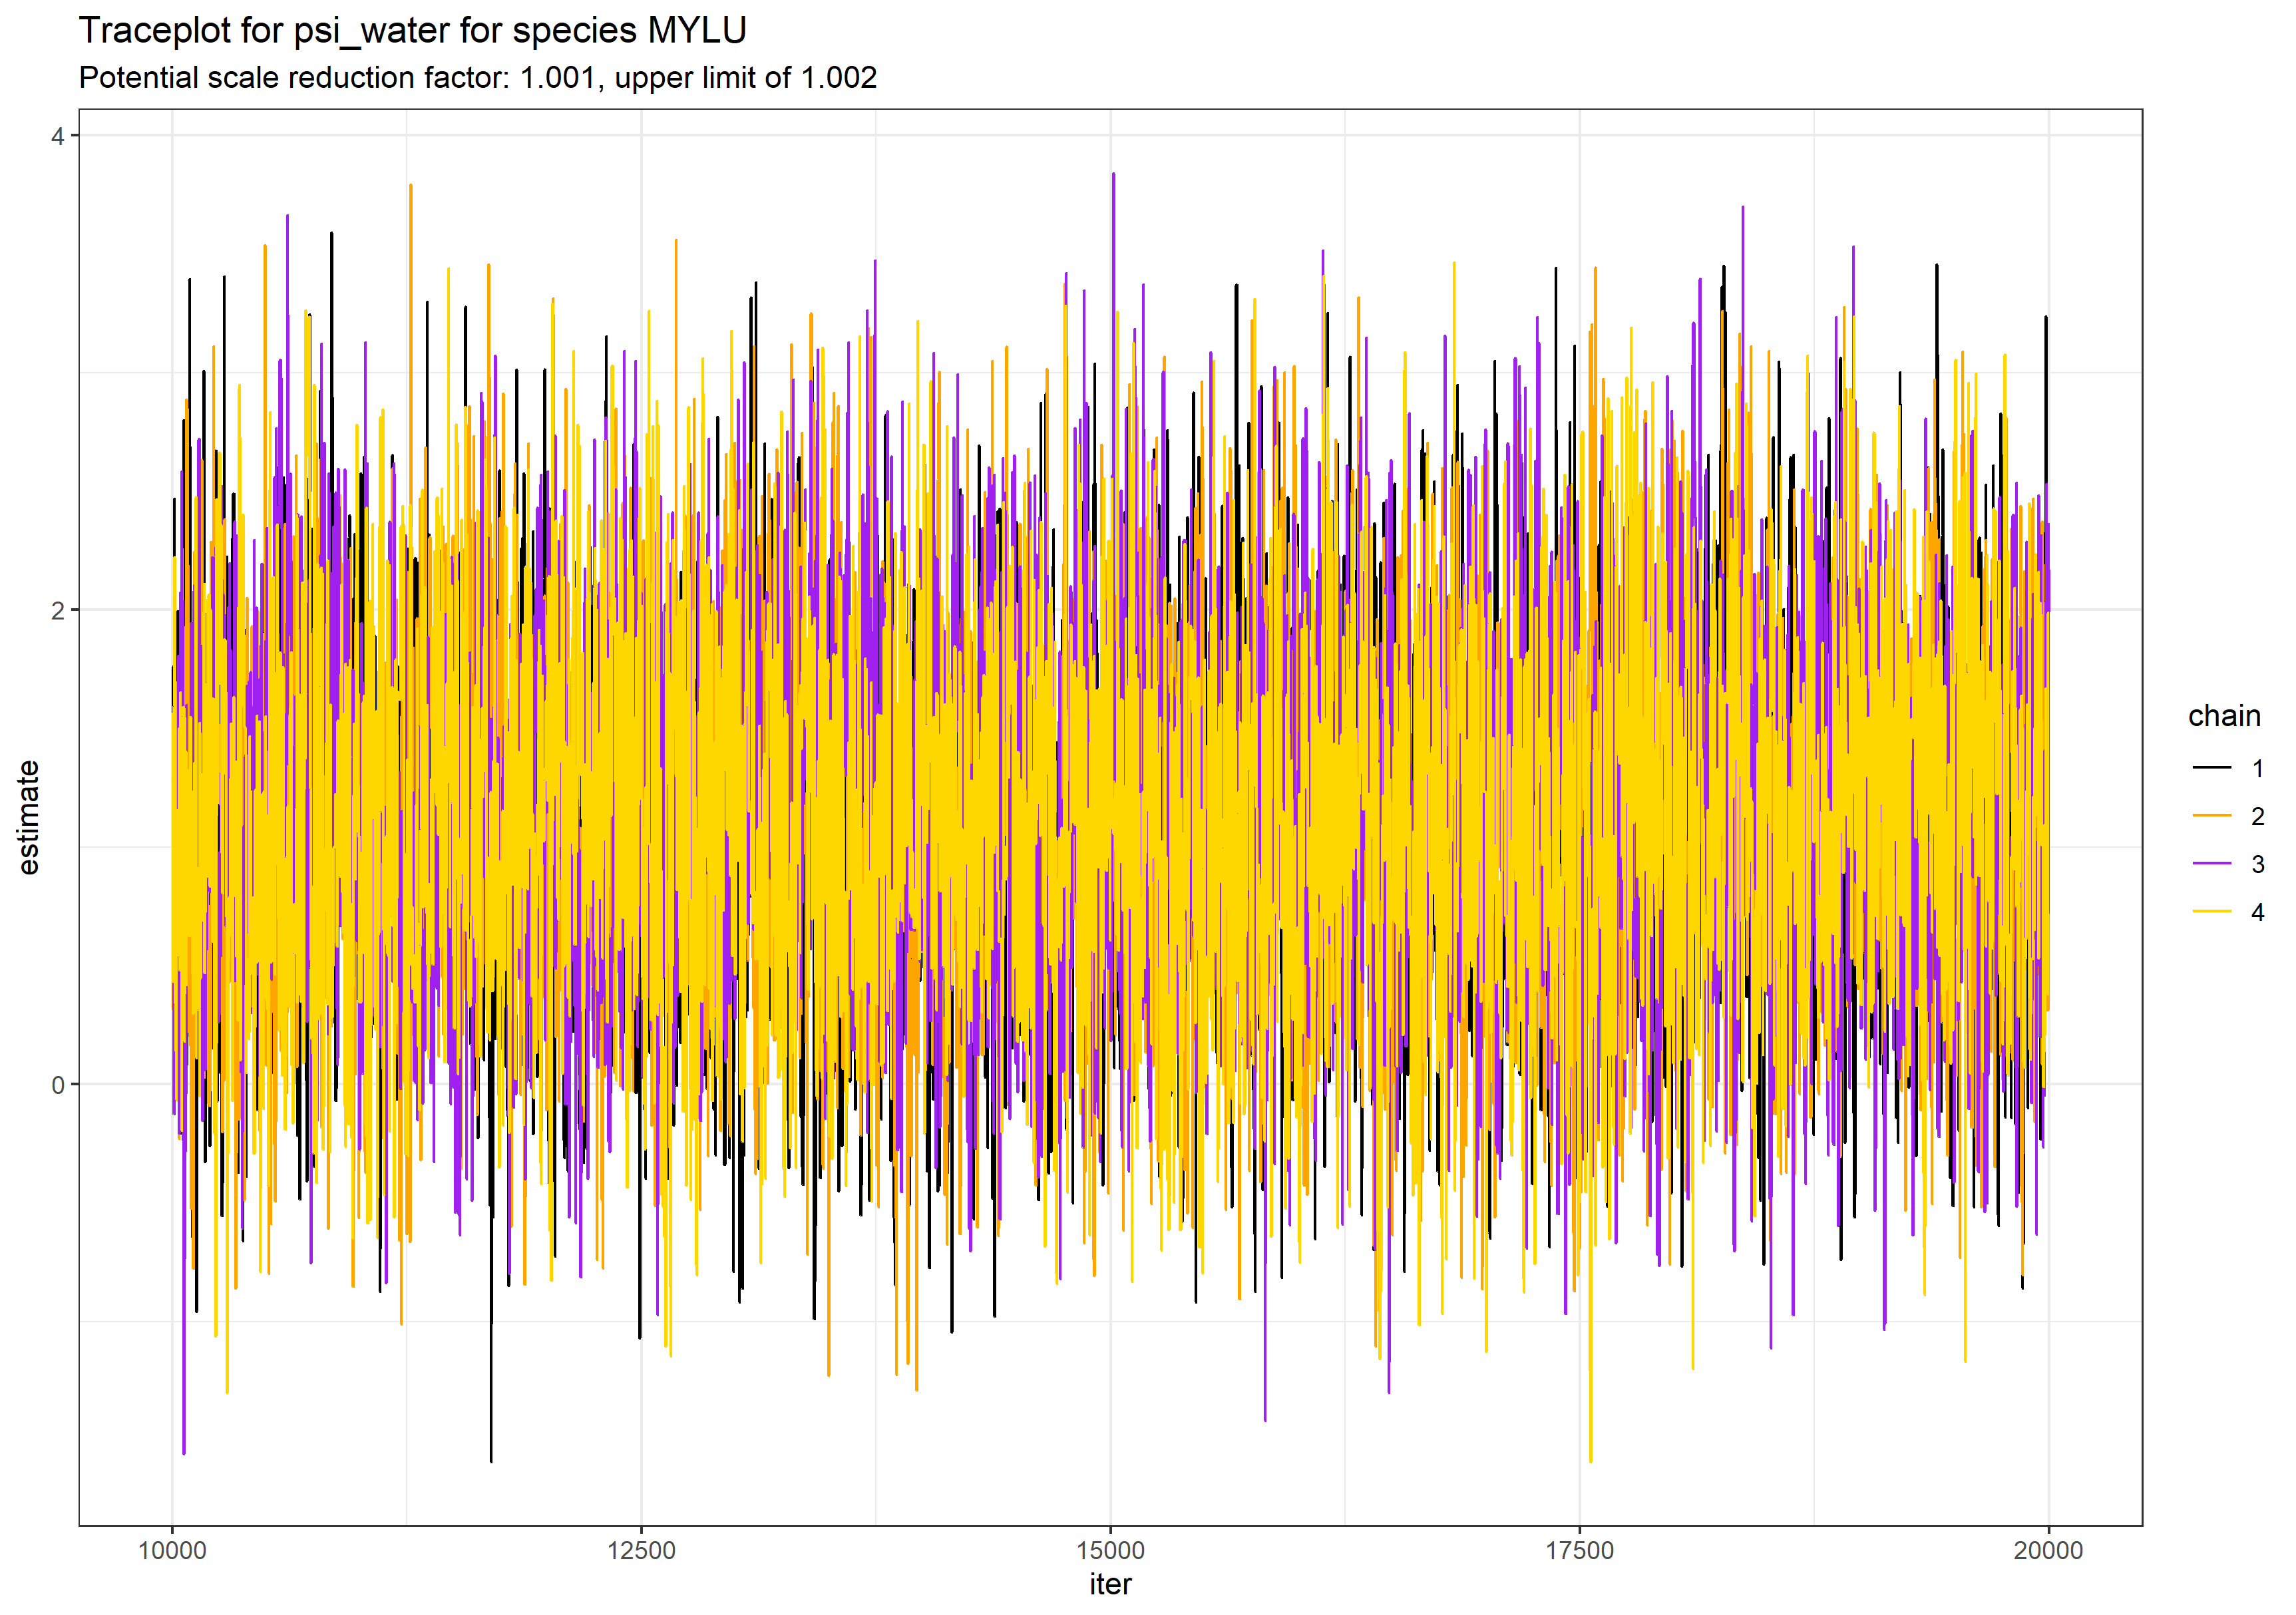 Traceplot for psi_water for species MYLU
Potential scale reduction factor: 1.001, upper limit of 1.002
4
2
0
estimate
10000
12500
15000
17500
20000
iter
chain
1
2
3
4